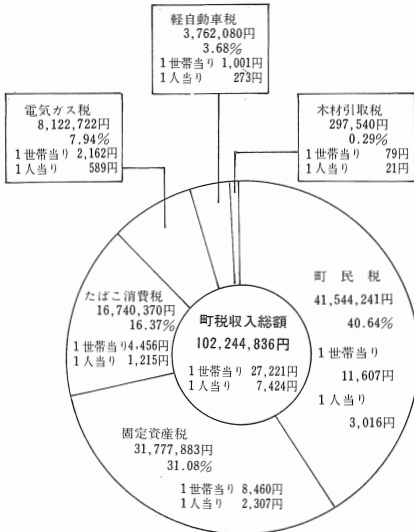 軽自動車税
3,762,080円
3.68%
1世帯当り 1,001円
1人当り 273円
電気ガス税
8,122,722円
7.94%
1世帯当り 2,162円
1人当り 589円
木材引取税
297,540円
0.29%
1世帯当り 79円
1人当り 21円
町民税
41,544,241円
40.64%
1世帯当り
11,607円
1人当り
3,016円
たばこ消費税
16,740,370円
16.37%
1世帯当り4,456円
1人当り 1,215円
町税収入総額
102,244,836円
1世帯当り 27,221円
1人当り 7,424円
固定資産税
31,777,883円
31.08%
1世帯当り 8,460円
1人当り 2,307円